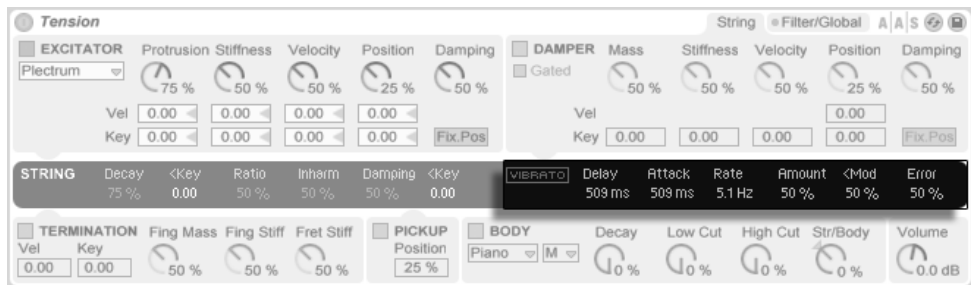 Tension String Filter/Global A A S
EXCITATOR Protrusion Stiffness Velocity Position Damping
Plectrum
75 % 50 % 50 % 25 % 50 %
Vel 0.00 0.00 0.00 0.00
Key 0.00 0.00 0.00 0.00 Fix.Pos
DAMPER Mass Stiffness Velocity Position Damping
Gated
50 % 50 % 50 % 25 % 50 %
Vel 0.00
Key 0.00 0.00 0.00 0.00 Fix.Pos
STRING Decay <Key Ratio Inharm Damping <Key
75 % 0.00 50 % 50 % 50 % 0.00
VIBRATO Delay Attack Rate Amount <Mod Error
509 ms 509 ms 5.1 Hz 50 % 50 % 50 %
TERMINATION Fing Mass Fing Stiff Fret Stiff
Vel Key
0.00 0.00 50 % 50 % 50 %
PICKUP
Position
25 %
BODY Decay Low Cut High Cut Str/Body
Piano M
0 % 0 % 0 % 0 %
Volume
0.0 dB